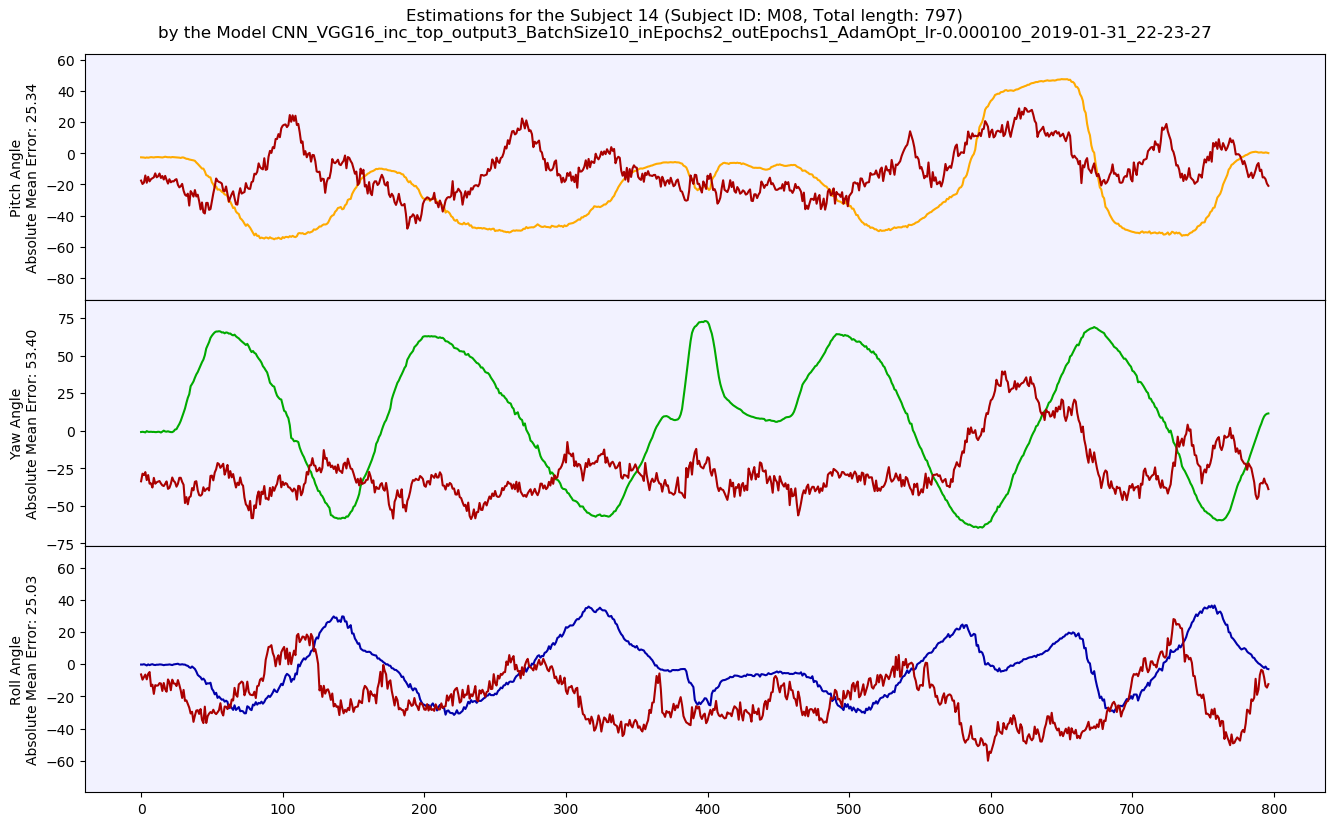 Estimations for the Subject 14 (Subject ID: M08, Total length: 797)
by the Model CNN_VGG16_inc_top_output3_BatchSize10_inEpochs2_outEpochs1_AdamOpt_lr-0.000100_2019-01-31_22-23-27
Pitch Angle
Absolute Mean Error: 25.34
60
40
20
0
−20
−40
−60
−80
Yaw Angle
Absolute Mean Error: 53.40
75
50
25
0
−25
−50
−75
Roll Angle
Absolute Mean Error: 25.03
60
40
20
0
−20
−40
−60
0 100 200 300 400 500 600 700 800